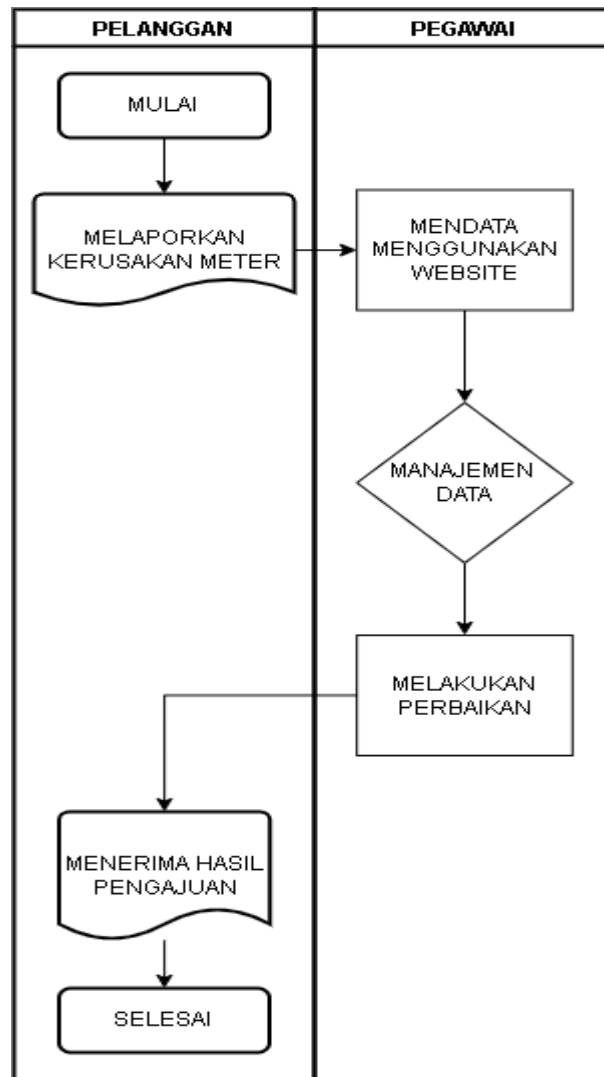 PELANGGAN
PEGAWAI
MULAI
MELAPORKAN
KERUSAKAN METER
MENDATA
MENGGUNAKAN
WEBSITE
MANAJEMEN
DATA
MELAKUKAN
PERBAIKAN
MENERIMA HASIL
PENGAJUAN
SELESAI